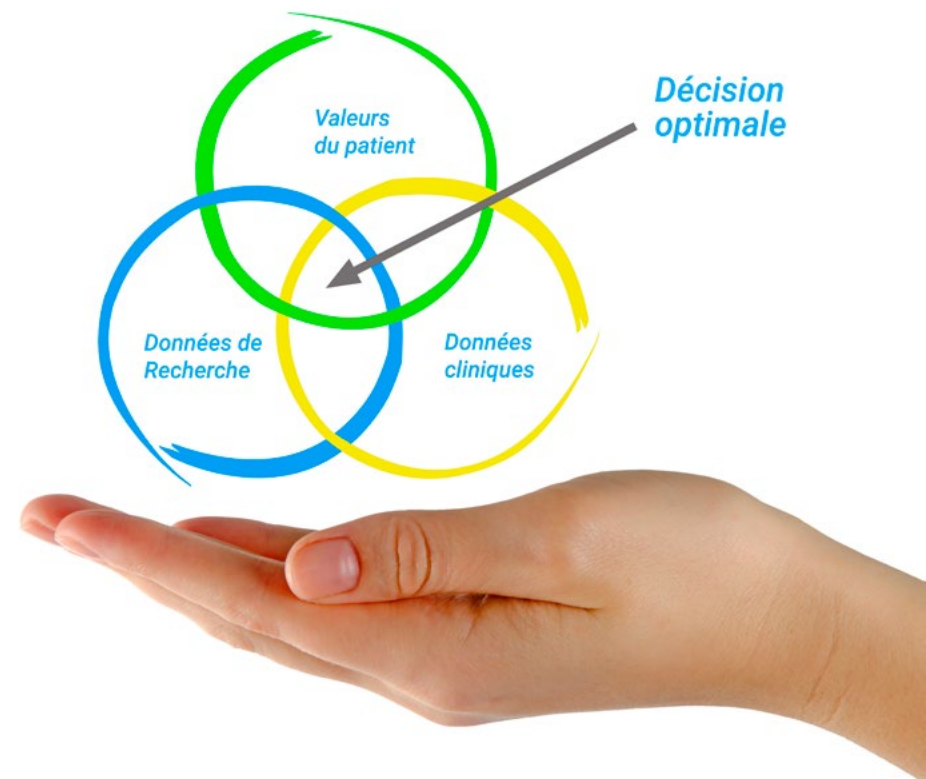 Valeurs
du patient
Décision
optimale
Données de
Recherche
Données
cliniques